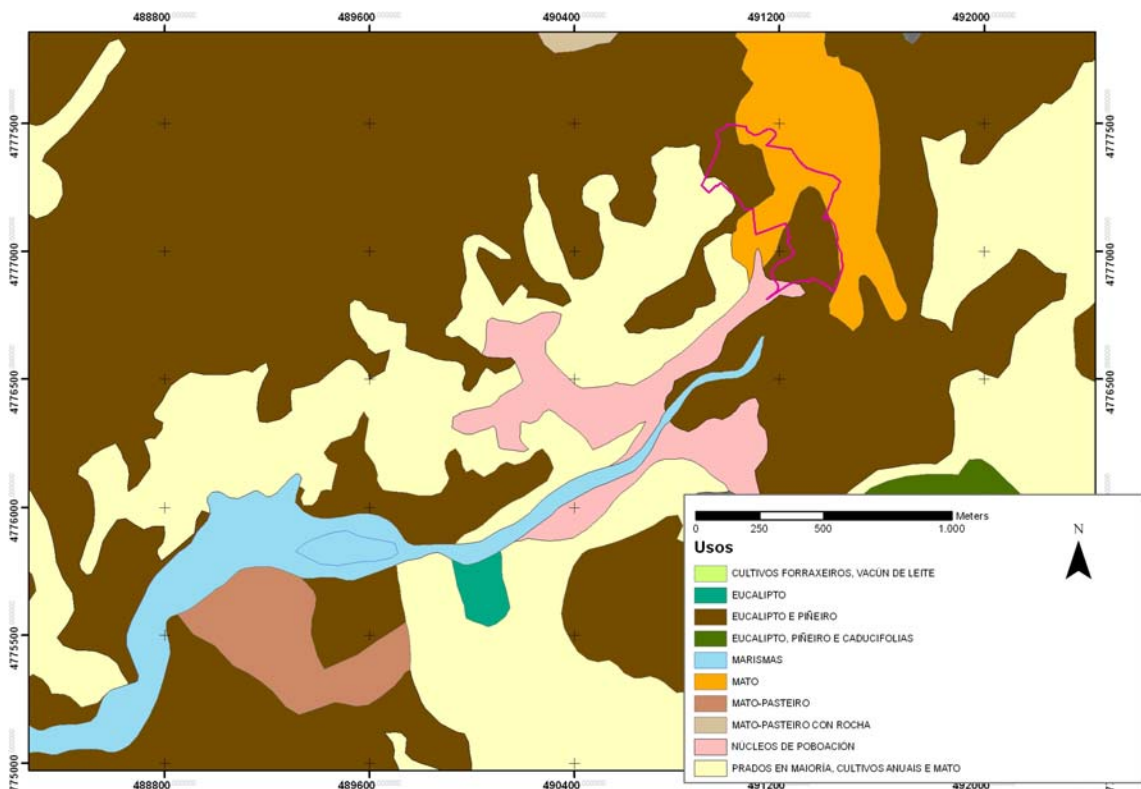 488800 489600 490400 491200 492000
4777500 4777500
4777000 4777000
4776500 4776500
4776000
4775500
4775000
0 250 500 1.000 Meters
N
Usos
CULTIVOS FORRAXEIROS, VACÚN DE LEITE
EUCALIPTO
EUCALIPTO E PIÑEIRO
EUCALIPTO, PIÑEIRO E CADUCIFOLIAS
MARISMAS
MATO
MATO-PASTEIRO
MATO-PASTEIRO CON ROCHA
NÚCLEOS DE POBOACIÓN
PRADOS EN MAIORÍA, CULTIVOS ANUAIS E MATO
488800 489600 490400 491200 492000